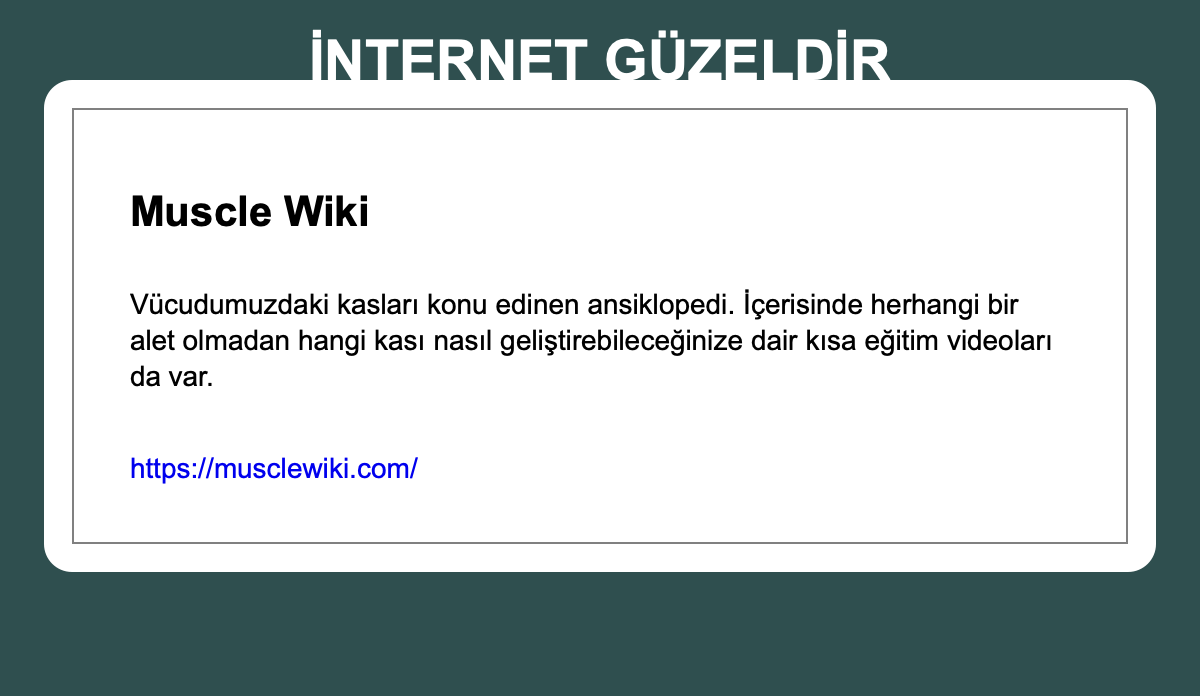 İNTERNET GÜZELDİR
Muscle Wiki
Vücudumuzdaki kasları konu edinen ansiklopedi. İçerisinde herhangi bir
alet olmadan hangi kası nasıl geliştirebileceğinize dair kısa eğitim videoları
da var.
https://musclewiki.com/